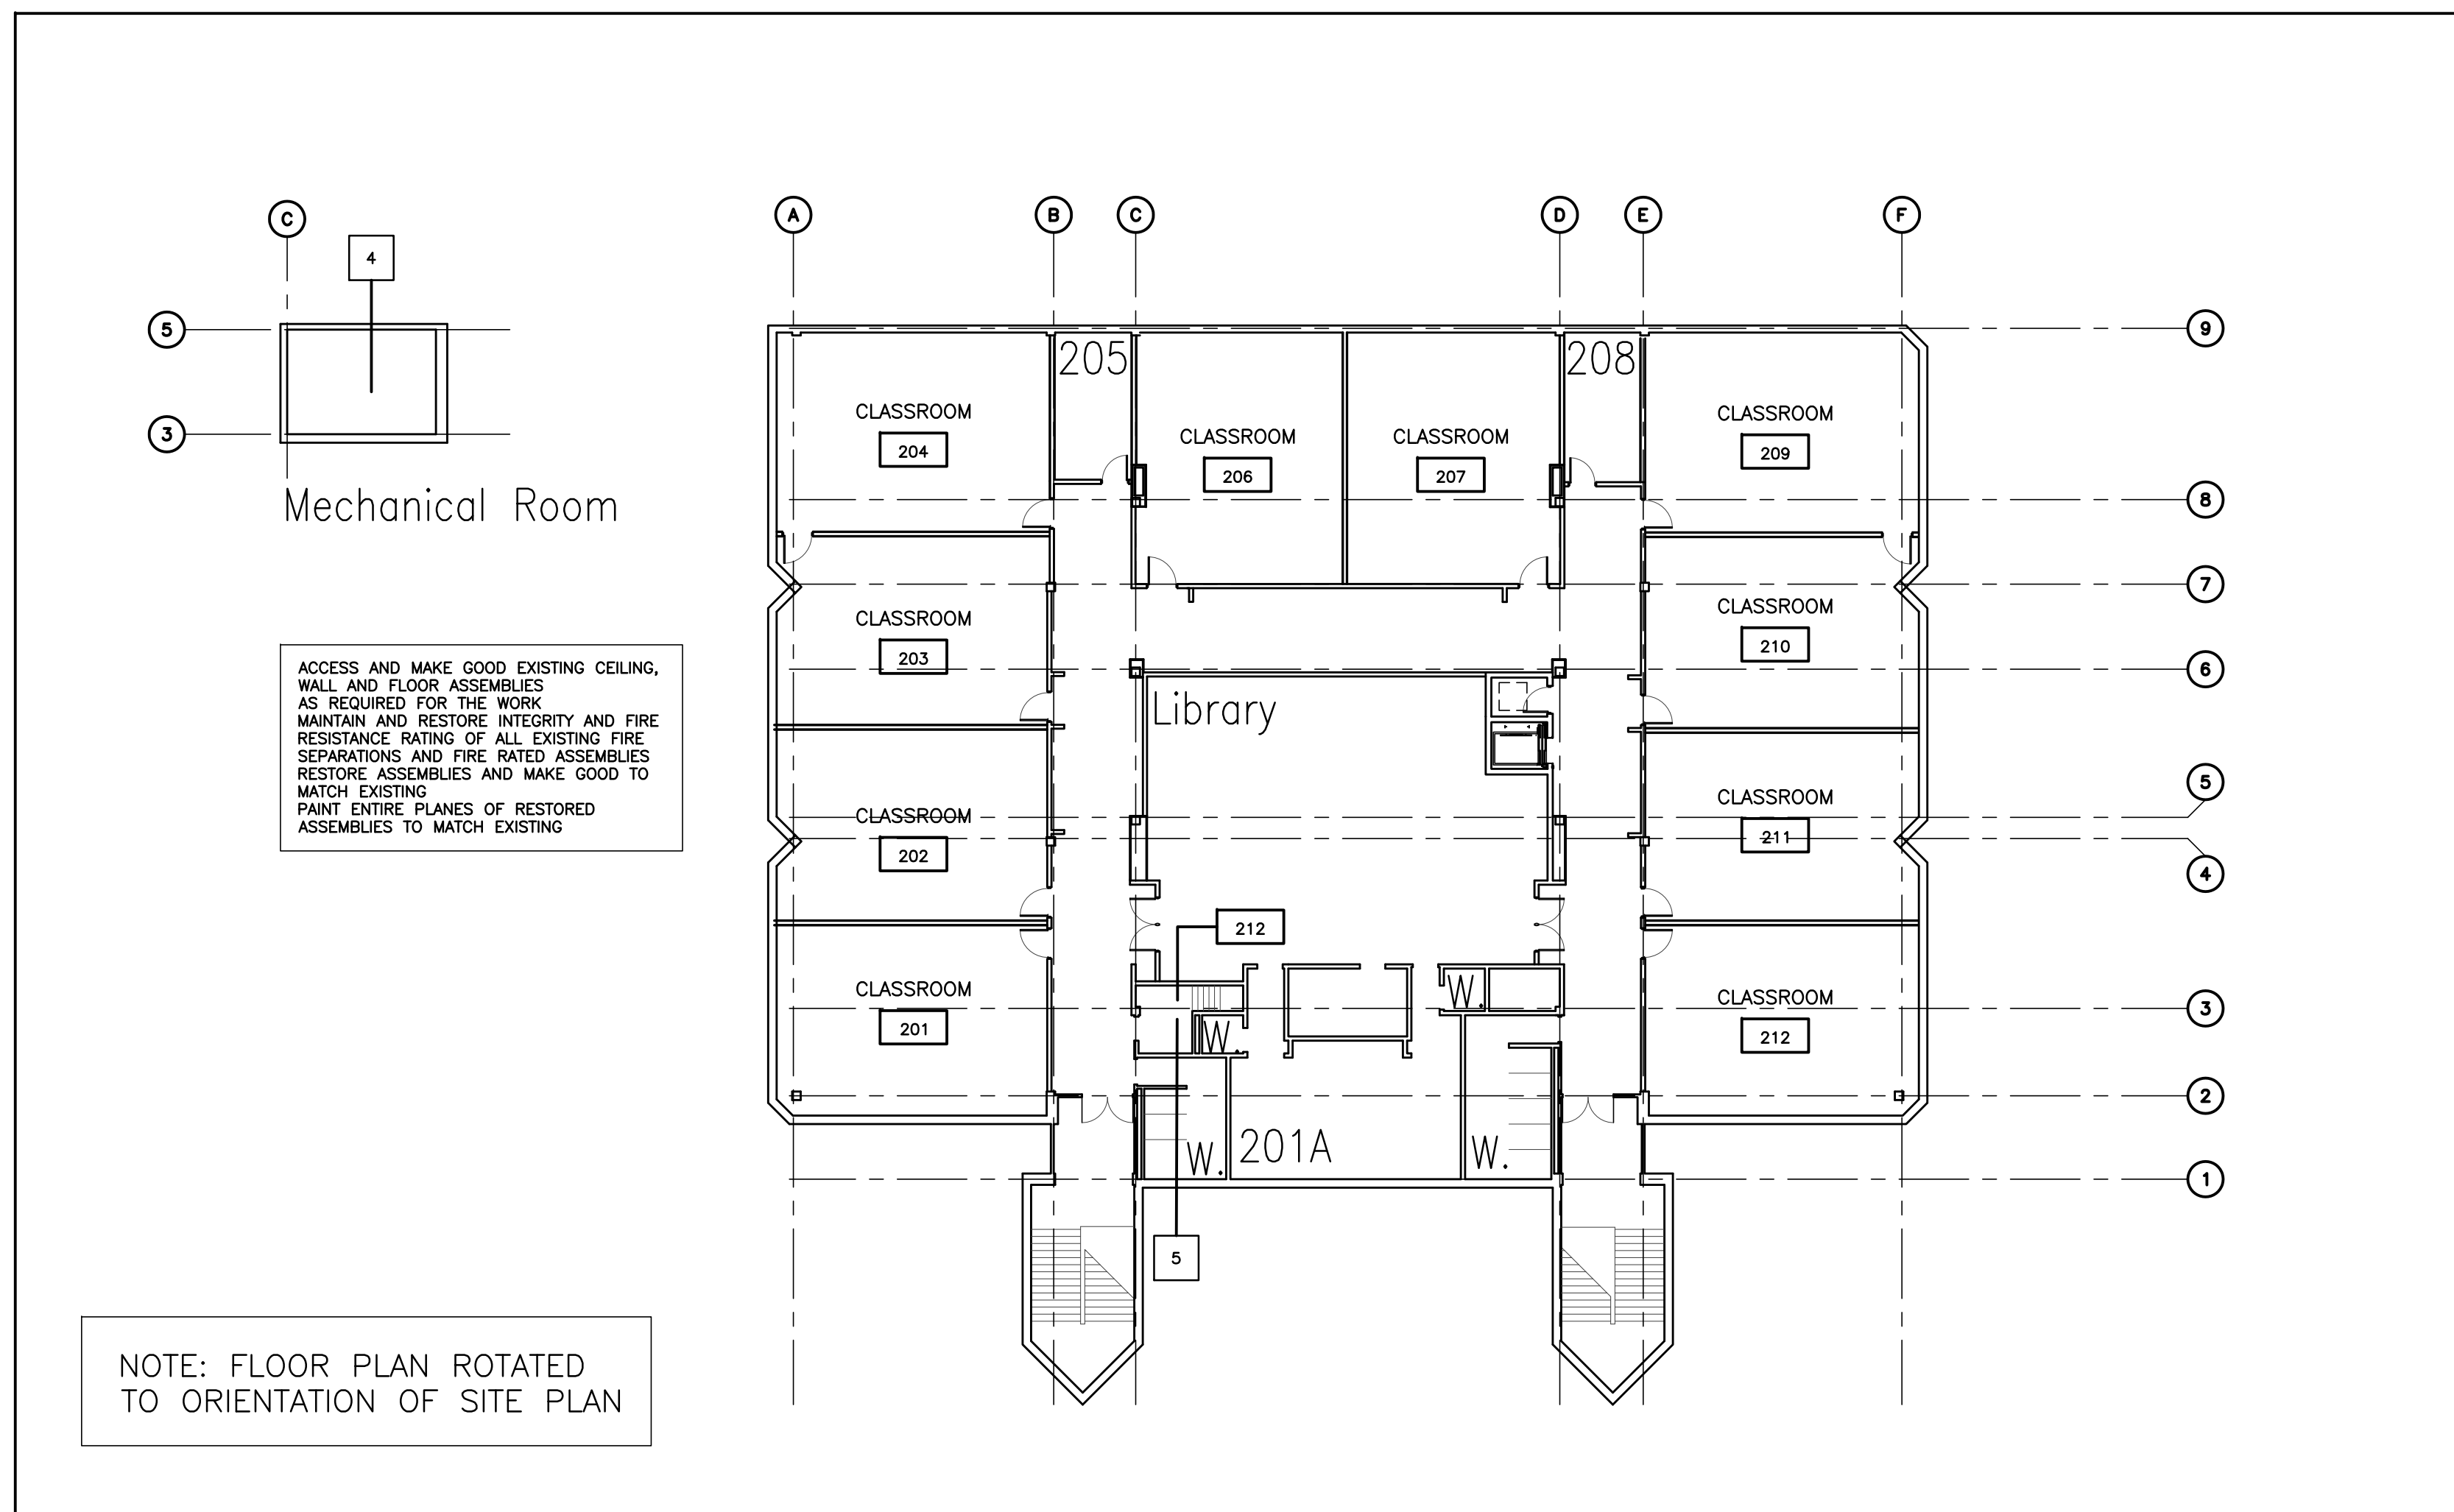 A B C D E F
C
4
5
9
205
208
CLASSROOM
204
CLASSROOM
209
CLASSROOM
206
CLASSROOM
207
3
8
Mechanical Room
7
CLASSROOM
203
CLASSROOM
210
6
ACCESS AND MAKE GOOD EXISTING CEILING,
WALL AND FLOOR ASSEMBLIES
AS REQUIRED FOR THE WORK
MAINTAIN AND RESTORE INTEGRITY AND FIRE
RESISTANCE RATING OF ALL EXISTING FIRE
SEPARATIONS AND FIRE RATED ASSEMBLIES
RESTORE ASSEMBLIES AND MAKE GOOD TO
MATCH EXISTING
PAINT ENTIRE PLANES OF RESTORED
ASSEMBLIES TO MATCH EXISTING
Library
5
CLASSROOM
202
CLASSROOM
211
4
212
CLASSROOM
201
W.
W.
CLASSROOM
212
3
2
W.
201A
W.
1
5
NOTE: FLOOR PLAN ROTATED
TO ORIENTATION OF SITE PLAN